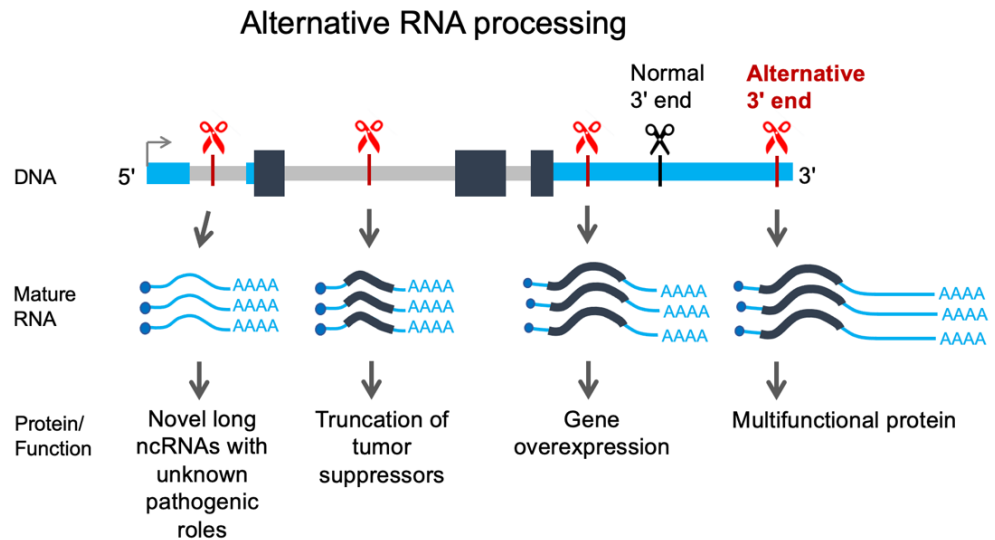 Alternative RNA processing
Normal
3' end
Alternative
3' end
DNA
5'
3'
Mature
RNA
AAAA
AAAA
AAAA
AAAA
AAAA
AAAA
AAAA
AAAA
AAAA
AAAA
AAAA
AAAA
Protein/
Function
Novel long
ncRNAs with
unknown
pathogenic
roles
Truncation of
tumor
suppressors
Gene
overexpression
Multifunctional protein